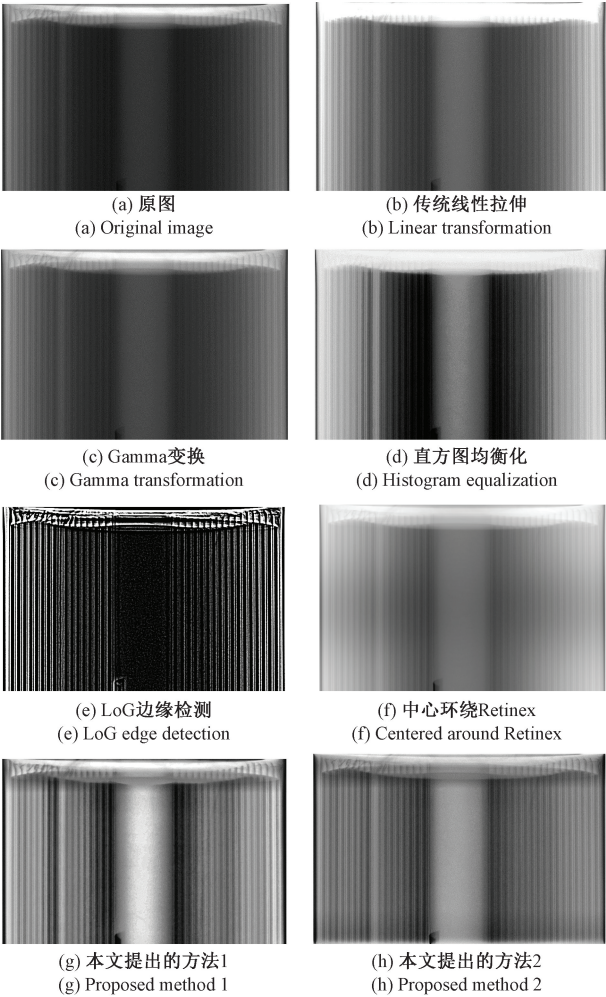 (a) 原图
(a) Original image
(b) 传统线性拉伸
(b) Linear transformation
(c) Gamma变换
(c) Gamma transformation
(d) 直方图均衡化
(d) Histogram equalization
(e) LoG边缘检测
(e) LoG edge detection
(f) 中心环绕Retinex
(f) Centered around Retinex
(g) 本文提出的方法1
(g) Proposed method 1
(h) 本文提出的方法2
(h) Proposed method 2